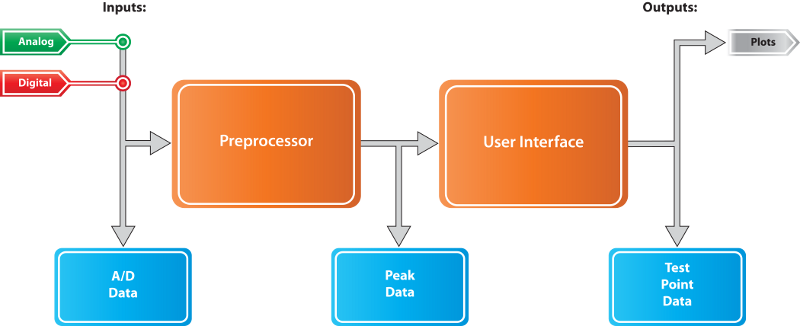 Inputs:
Outputs:
Analog
Plots
Digital
Preprocessor
User Interface
A/D
Data
Peak
Data
Test
Point
Data